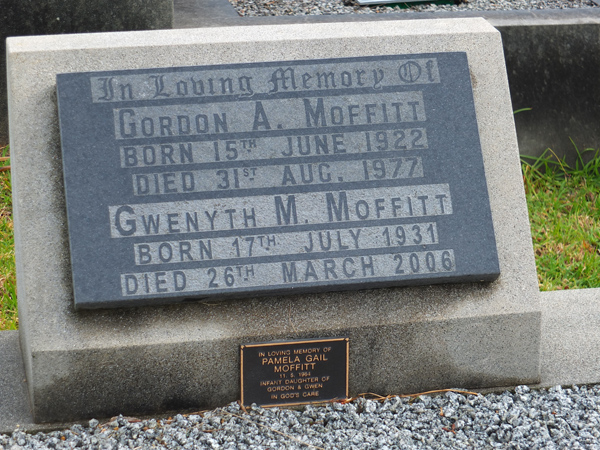 In Loving Memory Of
GORDON A. MOFFITT
BORN 15TH JUNE 1922
DIED 31ST AUG. 1977
GWENYTH M. MOFFITT
BORN 17TH JULY 1931
DIED 26TH MARCH 2006
IN LOVING MEMORY OF
PAMELA GAIL
MOFFITT
INFANT DAUGHTER OF
GORDON & GWEN
IN GOD'S CARE